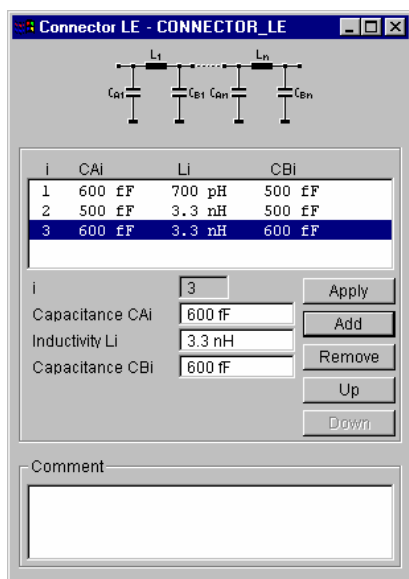 Connector LE - CONNECTOR_LE
L1 Ln
CA1 CB1 CAn CBn
i CAi Li CBi
1 600 fF 700 pH 500 fF
2 500 fF 3.3 nH 500 fF
3 600 fF 3.3 nH 600 fF
i 3
Apply
Capacitance CAi 600 fF
Add
Inductivity Li 3.3 nH
Remove
Capacitance CBi 600 fF
Up
Down
Comment